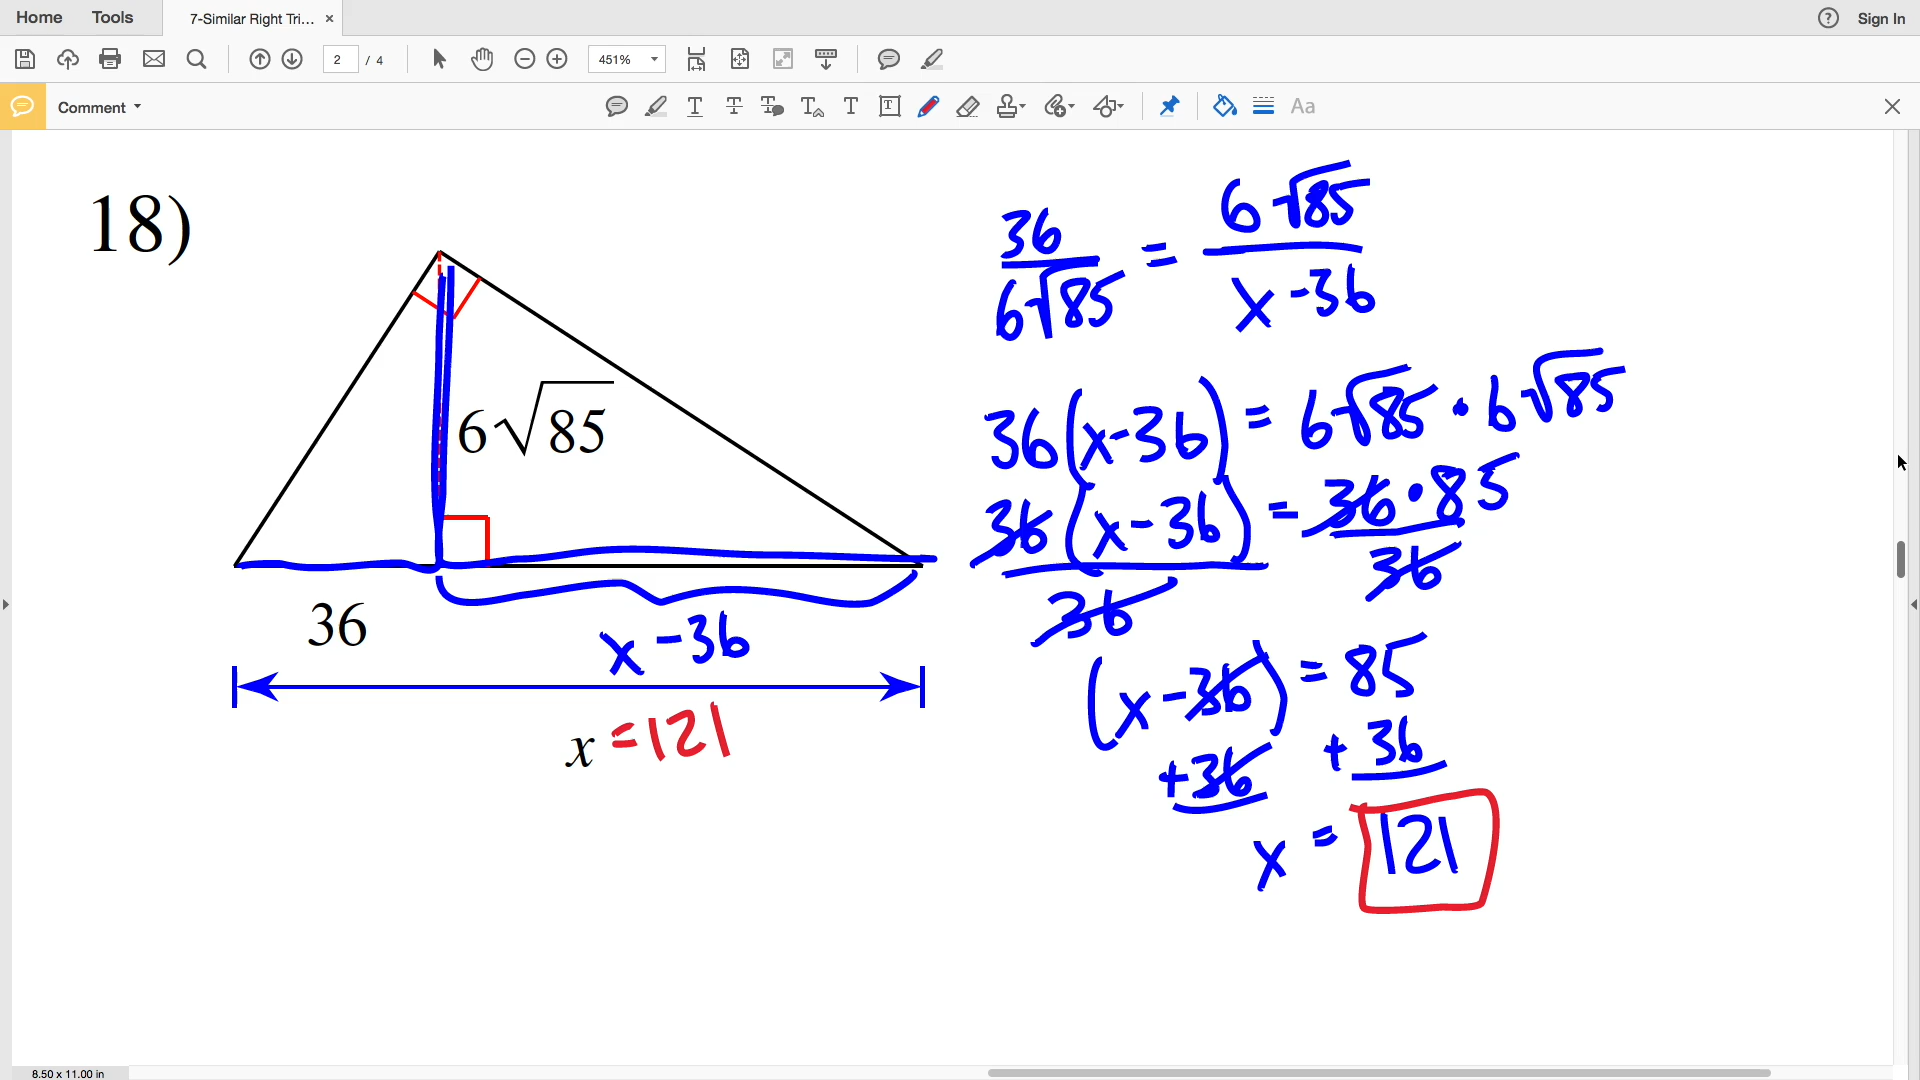 Home Tools 7-Similar Right Tri... × ? Sign In
2 / 4 451%
Comment Aa
18)
6√85
36
x - 36
x = 121
36/6√85 = 6√85/x - 36
36(x - 36) = 6√85 • 6√85
36(x - 36)/36 = 36 • 85/36
(x - 36) = 85
+36 + 36
x = 121
8.50 x 11.00 in